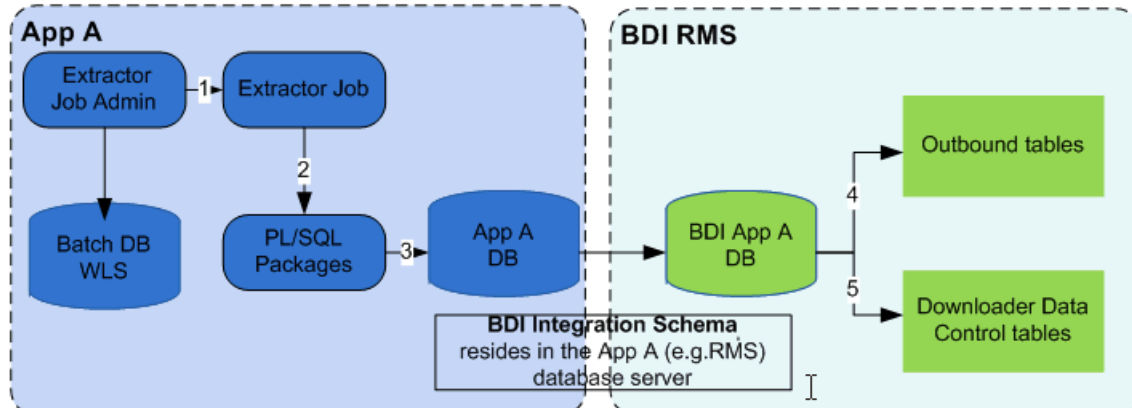 App A
Extractor
Job Admin
1
Extractor Job
2
Batch DB
WLS
PL/SQL
Packages
3
App A
DB
BDI RMS
BDI App A
DB
4
Outbound tables
5
Downloader Data
Control tables
BDI Integration Schema
resides in the App A (e.g.RMS)
database server